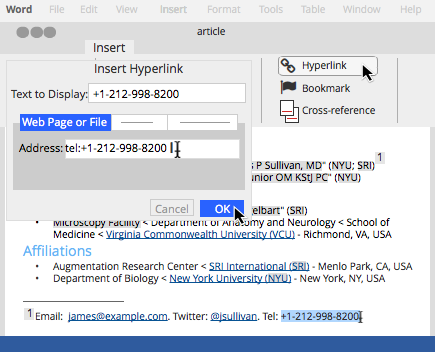 Word File Edit View Insert Format Tools Table Window Help
article
Insert
Insert Hyperlink
Text to Display: +1-212-998-8200
Web Page or File
Address: tel:+1-212-998-8200
Cancel OK
Hyperlink
Bookmark
Cross-reference
s P Sullivan, MD" (NYU; SRI) 1
unior OM KStJ PC" (NYU)
gelbart" (SRI)
• Microscopy Facility < Department of Anatomy and Neurology < School of
Medicine < Virginia Commonwealth University (VCU) - Richmond, VA, USA
Affiliations
• Augmentation Research Center < SRI International (SRI) - Menlo Park, CA, USA
• Department of Biology < New York University (NYU) - New York, NY, USA
1 Email: james@example.com. Twitter: @jsullivan. Tel: +1-212-998-8200.